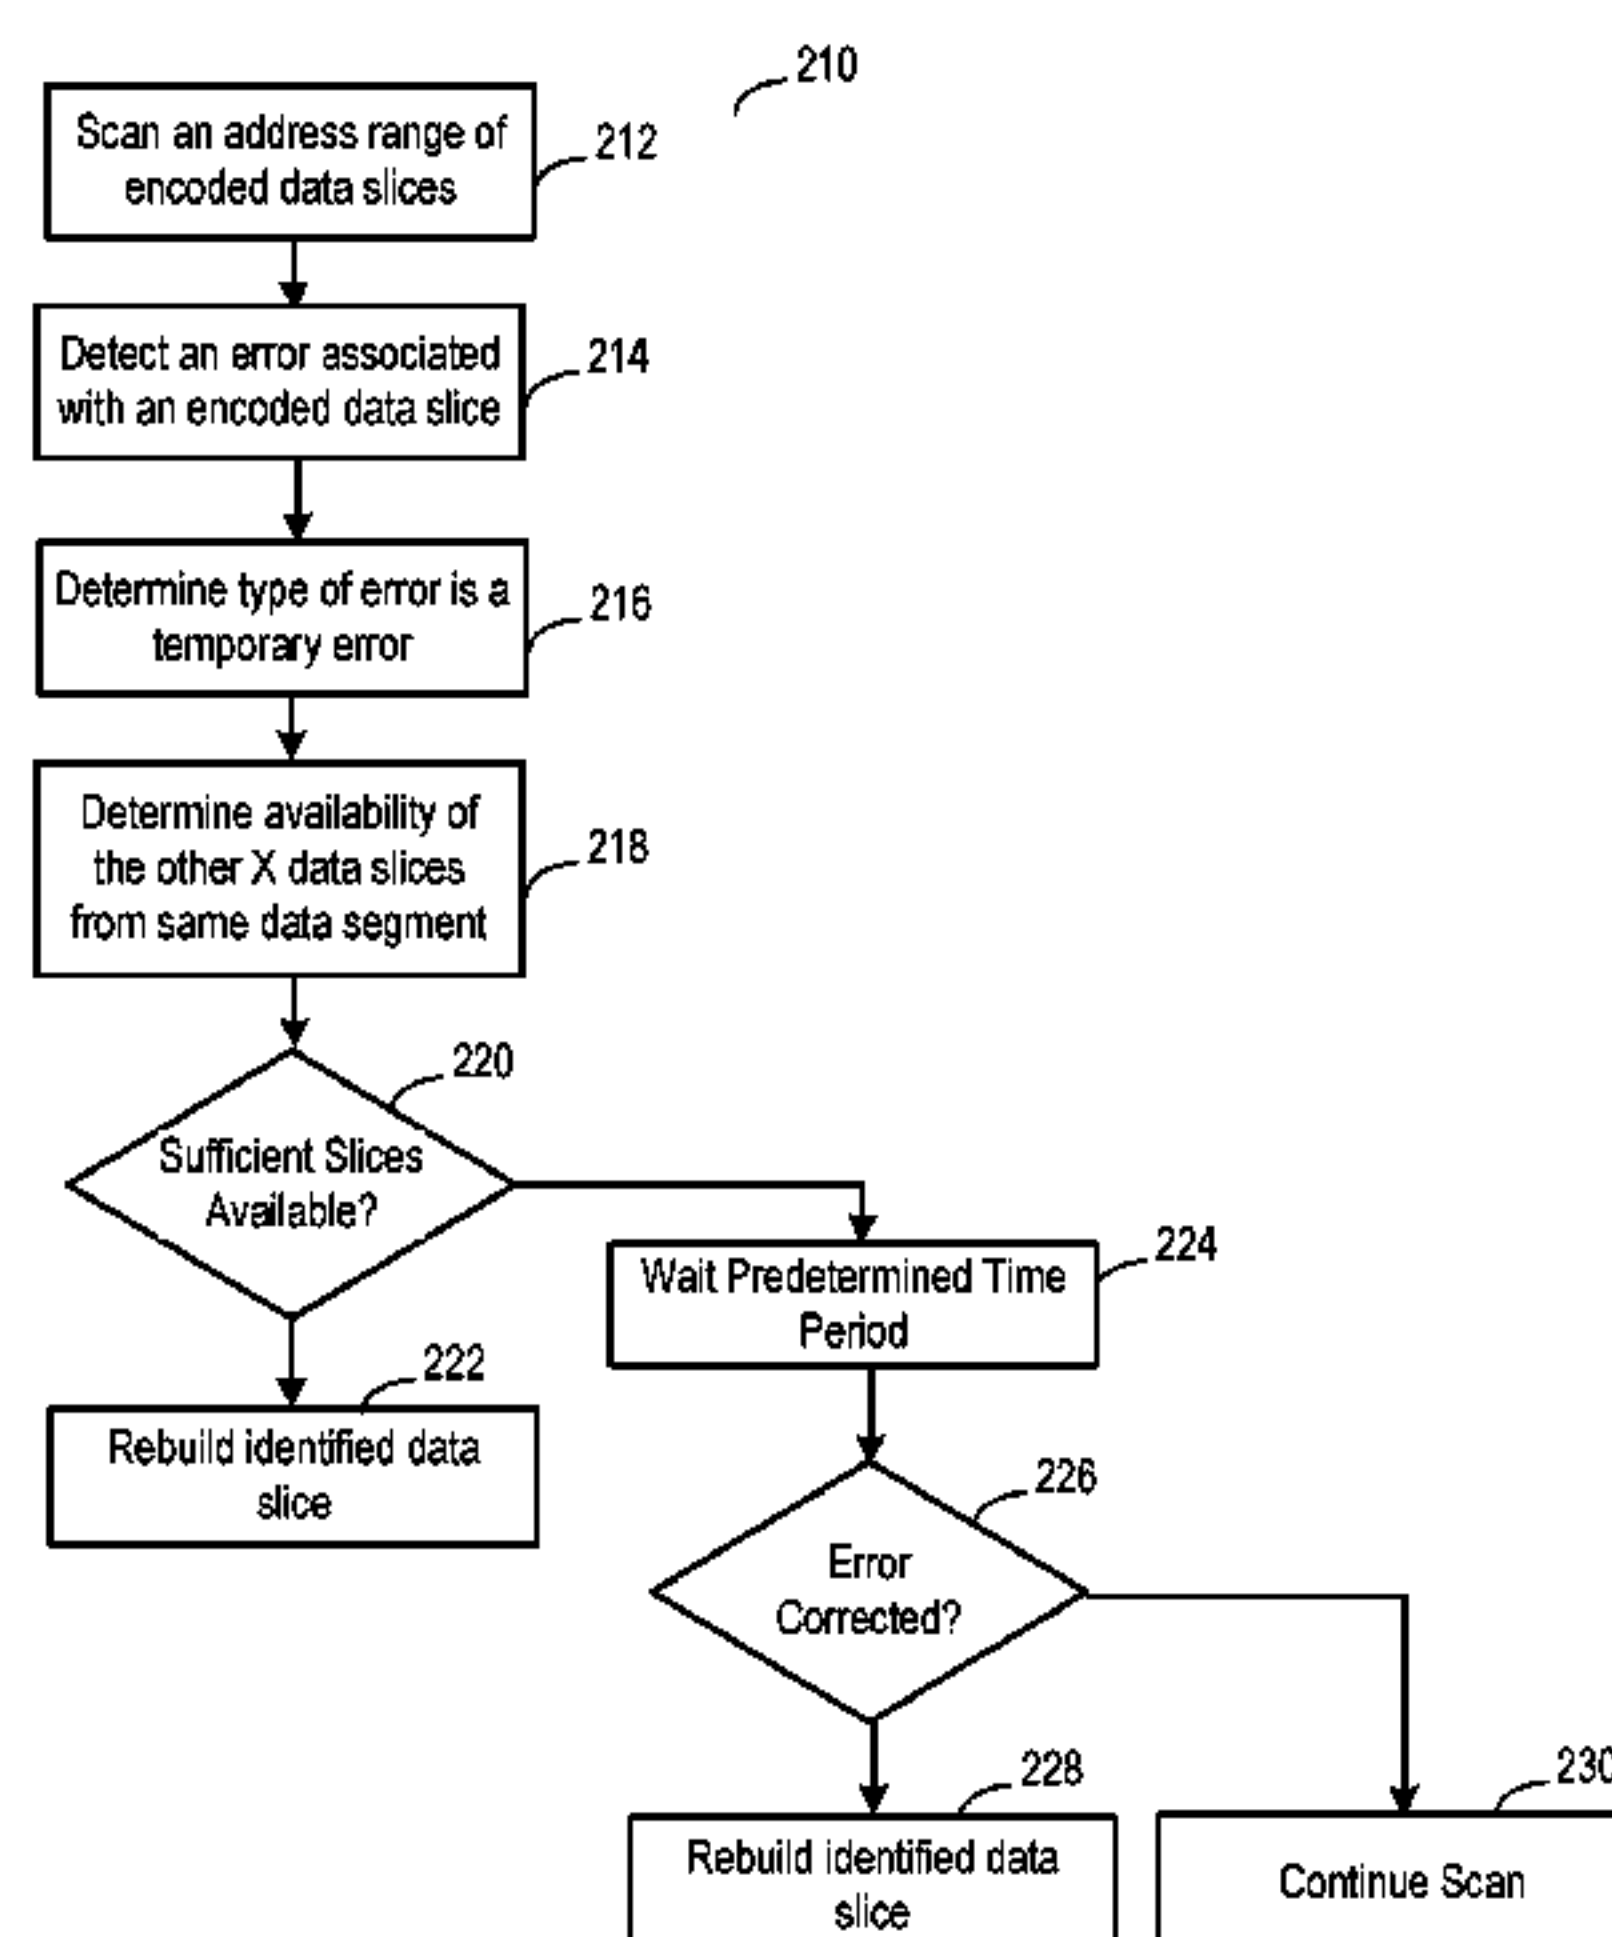 210
Scan an address range of
encoded data slices
212
Detect an error associated
with an encoded data slice
214
Determine type of error is a
temporary error
216
Determine availability of
the other X data slices
from same data segment
218
220
Sufficient Slices
Available?
222
Rebuild identified data
slice
224
Wait Predetermined Time
Period
226
Error
Corrected?
228
Rebuild identified data
slice
230
Continue Scan